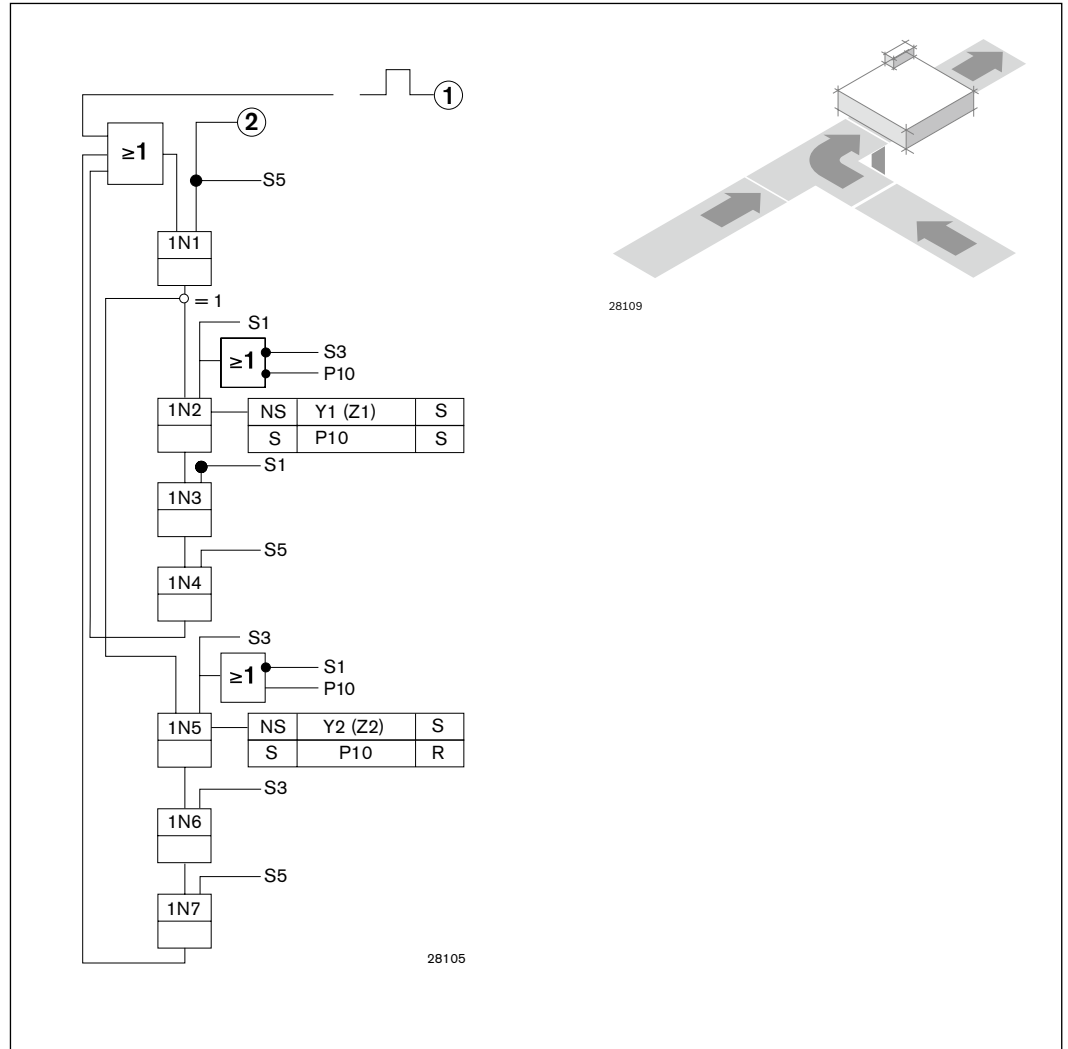 1
2
≥1
S5
1N1
= 1
S1
≥1
S3
P10
1N2
NS Y1 (Z1) S
S P10 S
S1
1N3
S5
1N4
S3
≥1
S1
P10
1N5
NS Y2 (Z2) S
S P10 R
S3
1N6
S5
1N7
28105
28109